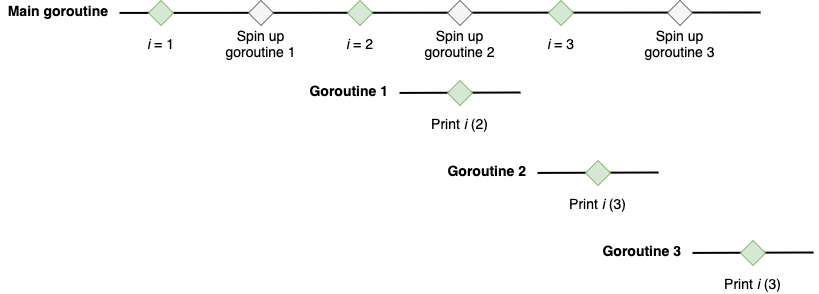 Main goroutine
i = 1
Spin up
goroutine 1
i = 2
Spin up
goroutine 2
i = 3
Spin up
goroutine 3
Goroutine 1
Print i (2)
Goroutine 2
Print i (3)
Goroutine 3
Print i (3)